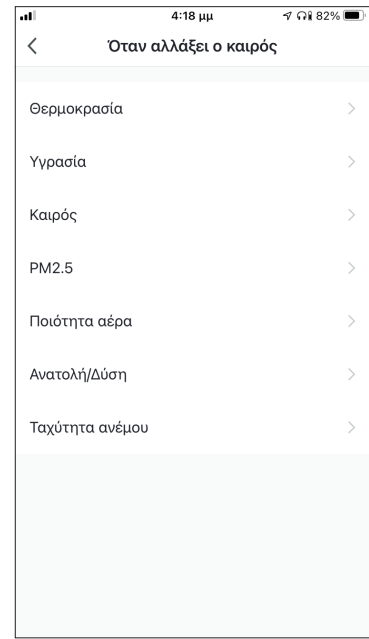 4:18 μμ 82%
Όταν αλλάξει ο καιρός
Θερμοκρασία
Υγρασία
Καιρός
PM2.5
Ποιότητα αέρα
Ανατολή/Δύση
Ταχύτητα ανέμου